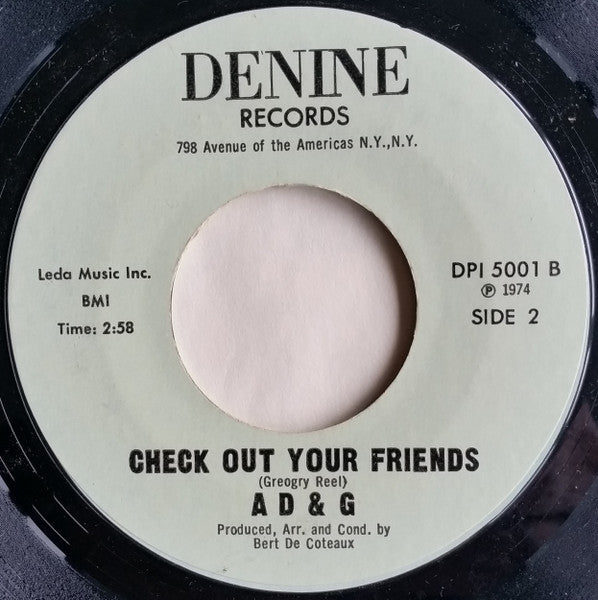 DENINE
RECORDS
798 Avenue of the Americas N.Y.,N.Y.
Leda Music Inc.
BMI
Time: 2:58
DPI 5001 B
℗ 1974
SIDE 2
CHECK OUT YOUR FRIENDS
(Greogry Reel)
A D & G
Produced, Arr. and Cond. by
Bert De Coteaux